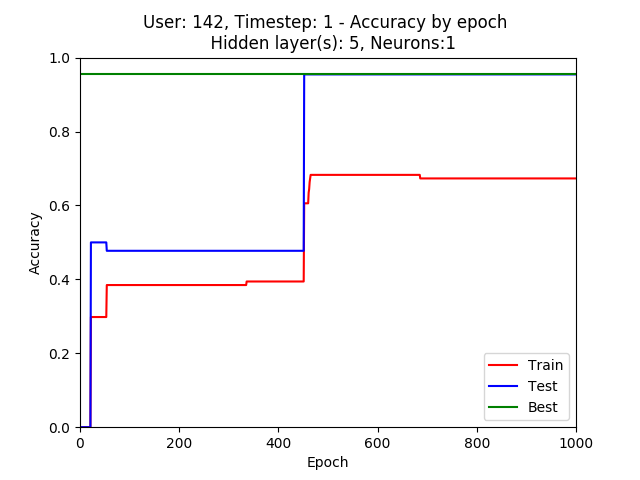 User: 142, Timestep: 1 - Accuracy by epoch
Hidden layer(s): 5, Neurons:1
1.0
0.8
0.6
0.4
0.2
0.0
Accuracy
0 200 400 600 800 1000
Epoch
Train
Test
Best